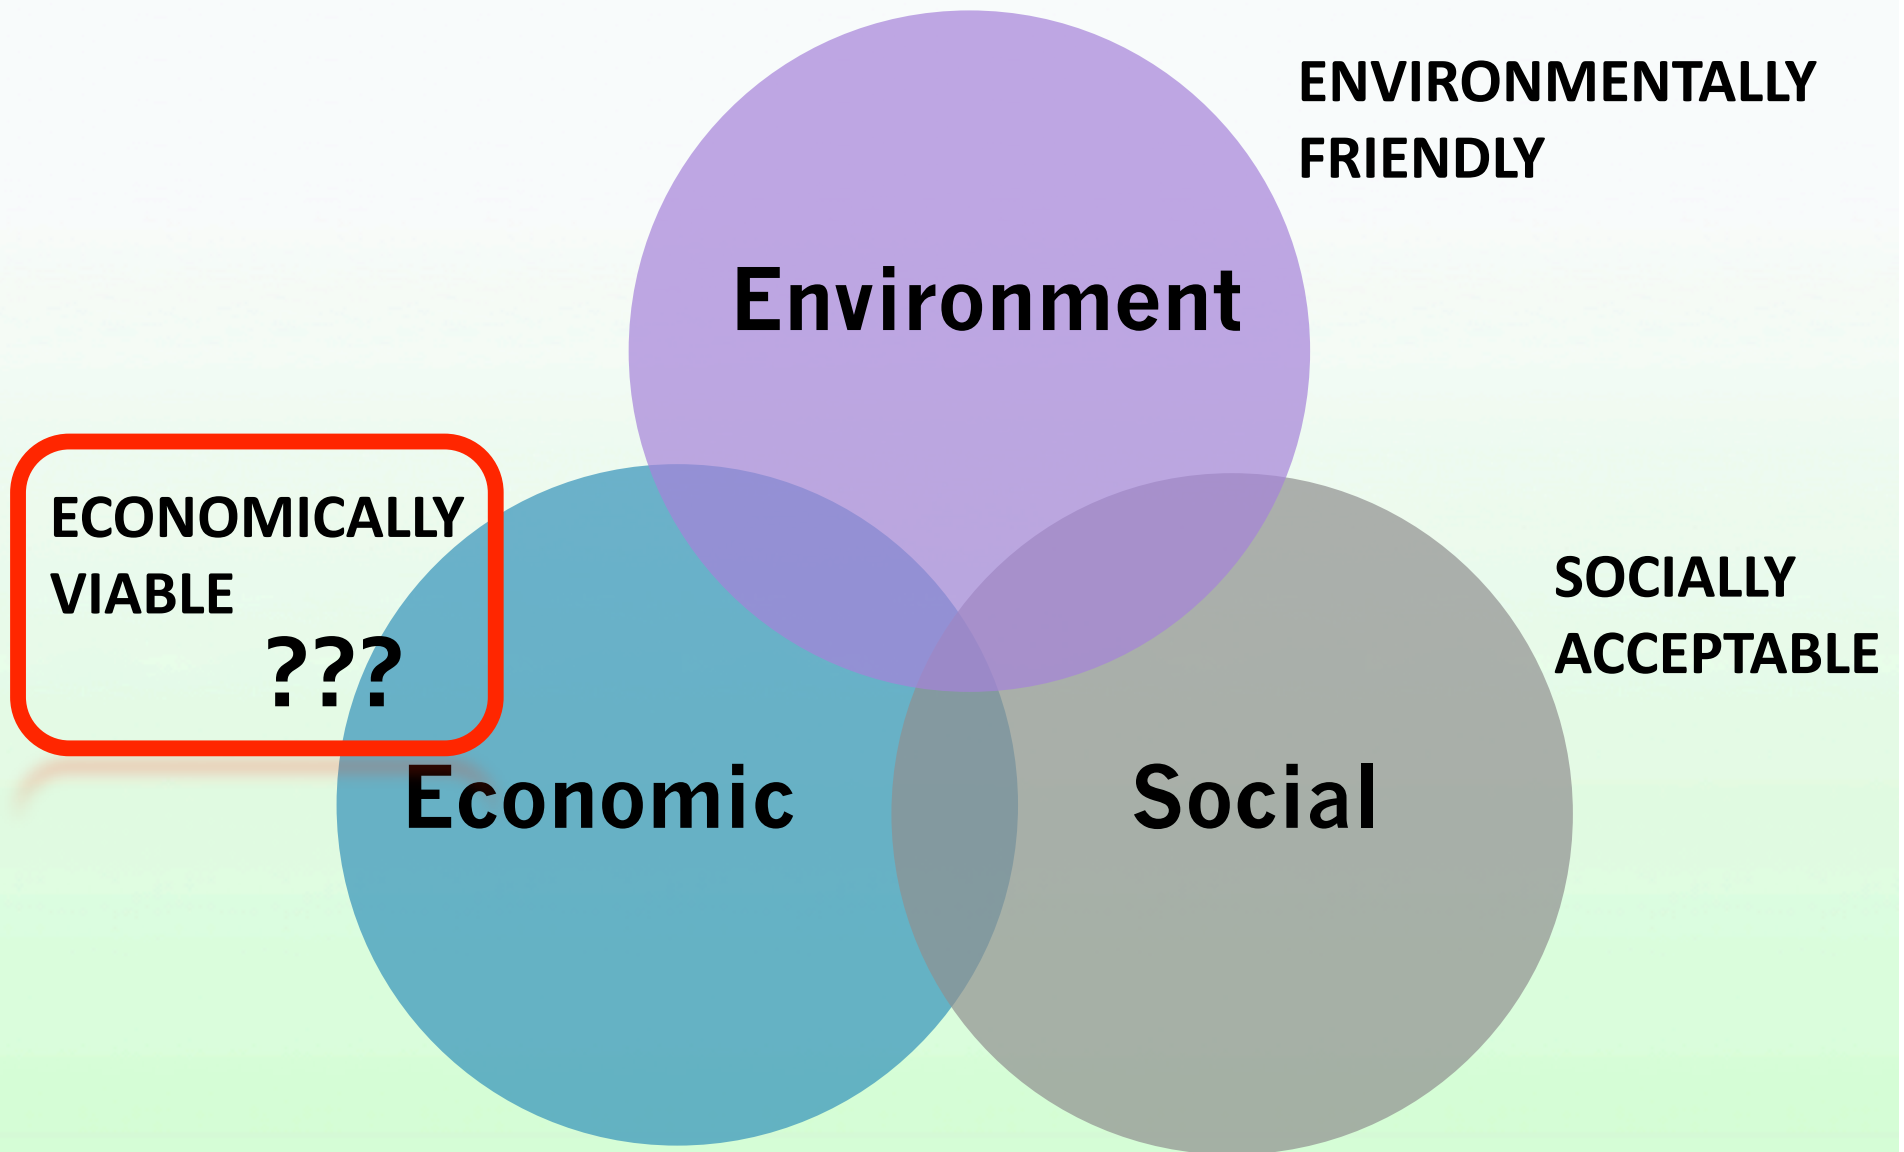 ENVIRONMENTALLY
FRIENDLY
Environment
ECONOMICALLY
VIABLE
???
SOCIALLY
ACCEPTABLE
Economic
Social